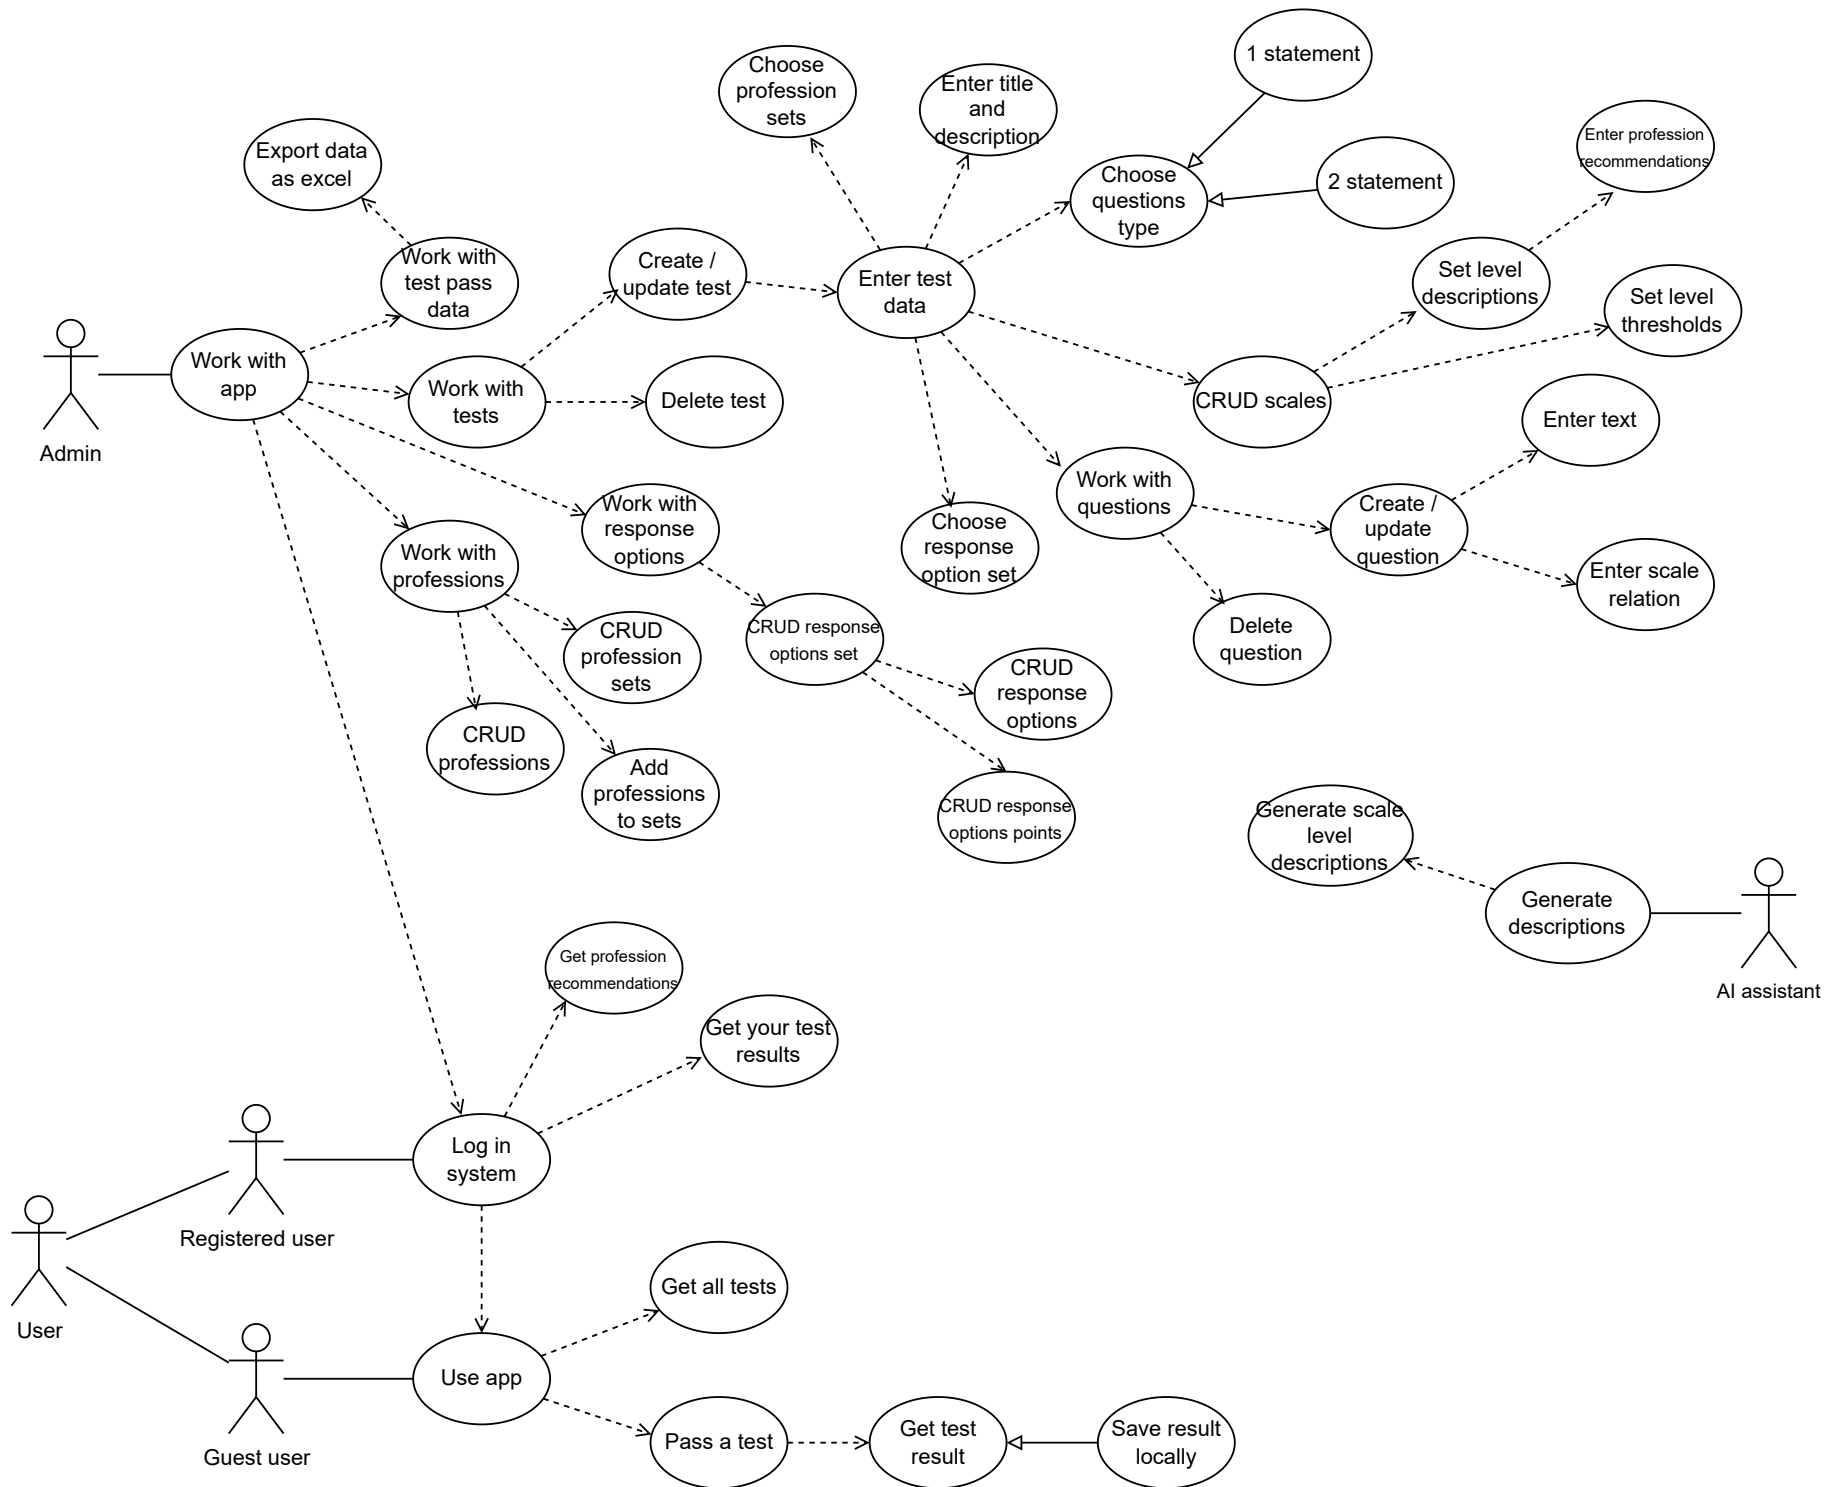 1 statement
Choose
profession
sets
Enter title
and
description
Enter profession
recommendations
Export data
as excel
Choose
questions
type
2 statement
Work with
test pass
data
Create /
update test
Enter test
data
Set level
descriptions
Set level
thresholds
Work with
app
Work with
tests
Delete test
CRUD scales
Enter text
Admin
Work with
questions
Work with
response
options
Choose
response
option set
Create /
update
question
Work with
professions
Enter scale
relation
CRUD
profession
sets
CRUD response
options set
Delete
question
CRUD
response
options
CRUD
professions
Add
professions
to sets
CRUD response
options points
Generate scale
level
descriptions
Generate
descriptions
AI assistant
Get profession
recommendations
Get your test
results
Log in
system
Registered user
User
Get all tests
Use app
Guest user
Pass a test
Get test
result
Save result
locally